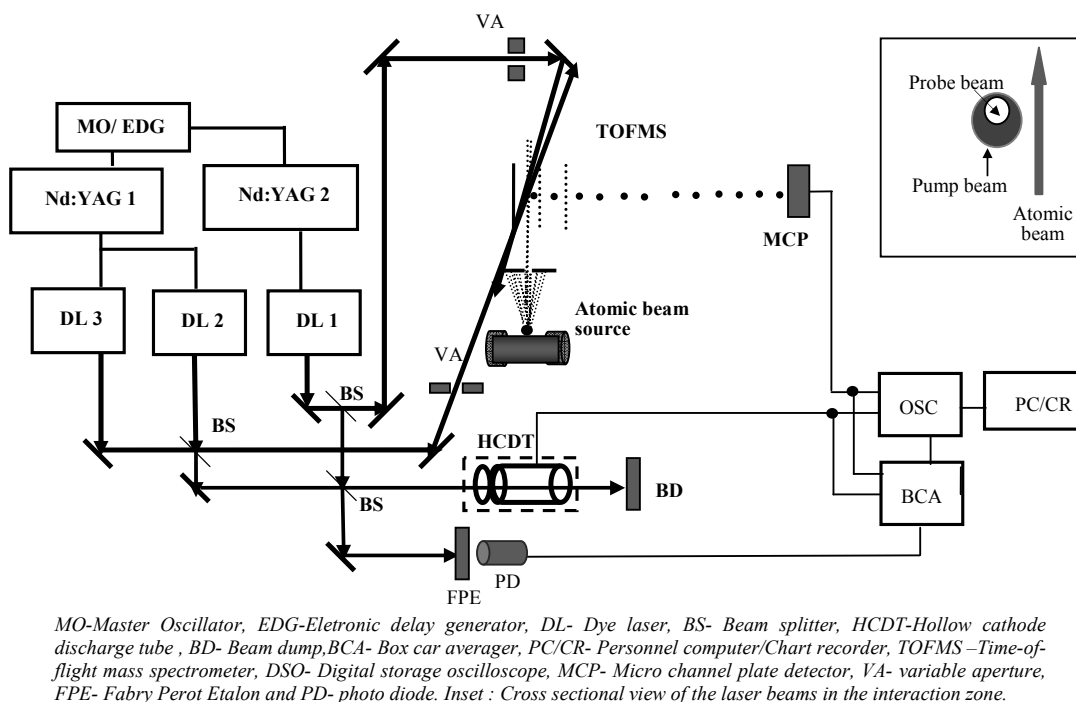 VA
Probe beam
TOFMS
MO/ EDG
Nd:YAG 1
Nd:YAG 2
Pump beam
MCP
Atomic
beam
DL 3
DL 2
DL 1
Atomic beam
source
VA
BS
OSC
PC/CR
BS
HCDT
BD
BS
BCA
PD
FPE
MO-Master Oscillator, EDG-Eletronic delay generator, DL- Dye laser, BS- Beam splitter, HCDT-Hollow cathode
discharge tube , BD- Beam dump,BCA- Box car averager, PC/CR- Personnel computer/Chart recorder, TOFMS –Time-of-
flight mass spectrometer, DSO- Digital storage oscilloscope, MCP- Micro channel plate detector, VA- variable aperture,
FPE- Fabry Perot Etalon and PD- photo diode. Inset : Cross sectional view of the laser beams in the interaction zone.